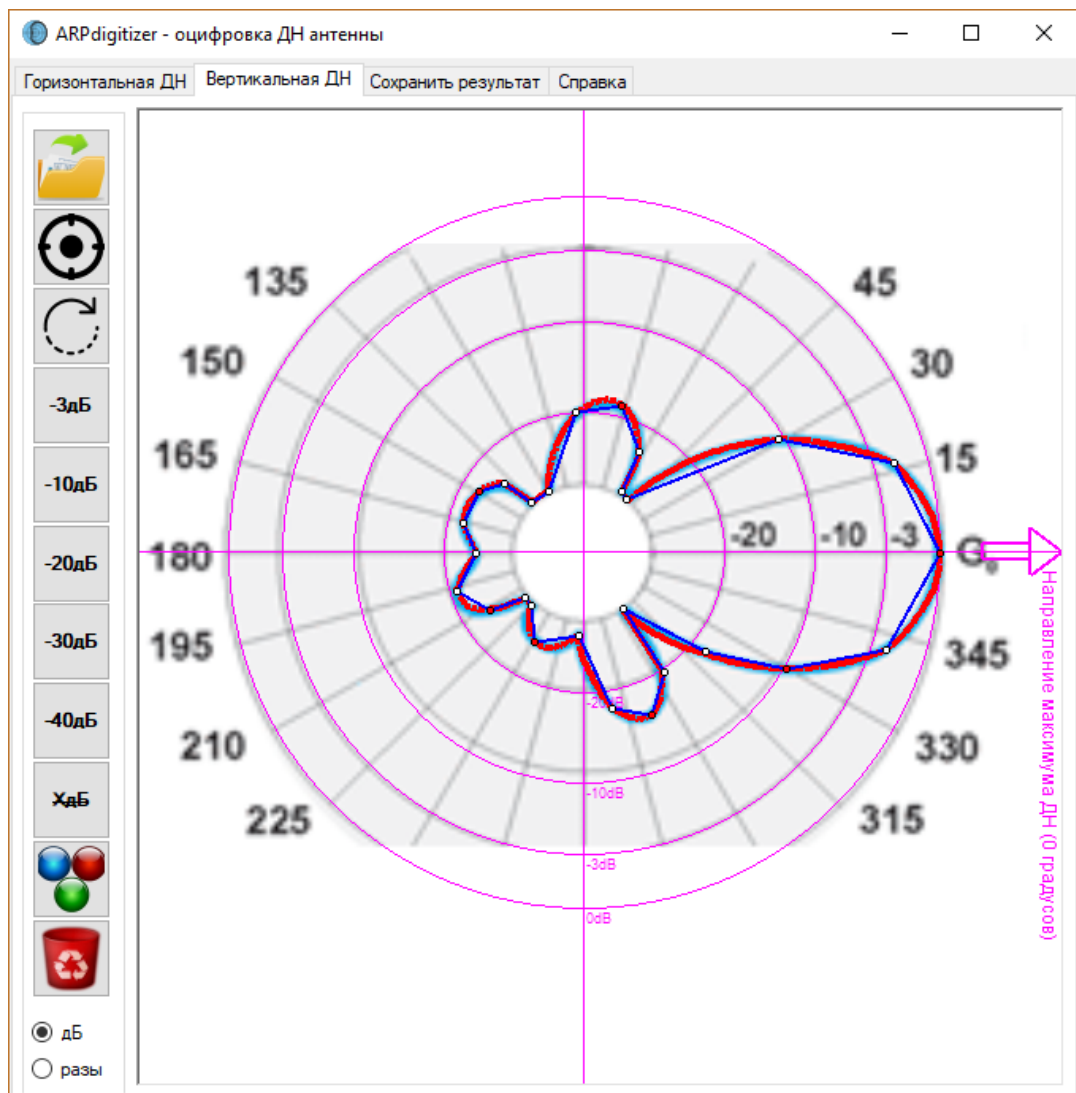 ARPdigitizer - оцифровка ДН антенны
Горизонтальная ДН Вертикальная ДН Сохранить результат Справка
-3дБ
-10дБ
-20дБ
-30дБ
-40дБ
XдБ
дБ
разы
135 45
150 30
165 15
180 -20 -10 -3 G₀
195 345
210 330
225 315
-20dB
-10dB
-3dB
0dB
Направление максимума ДН (0 градусов)